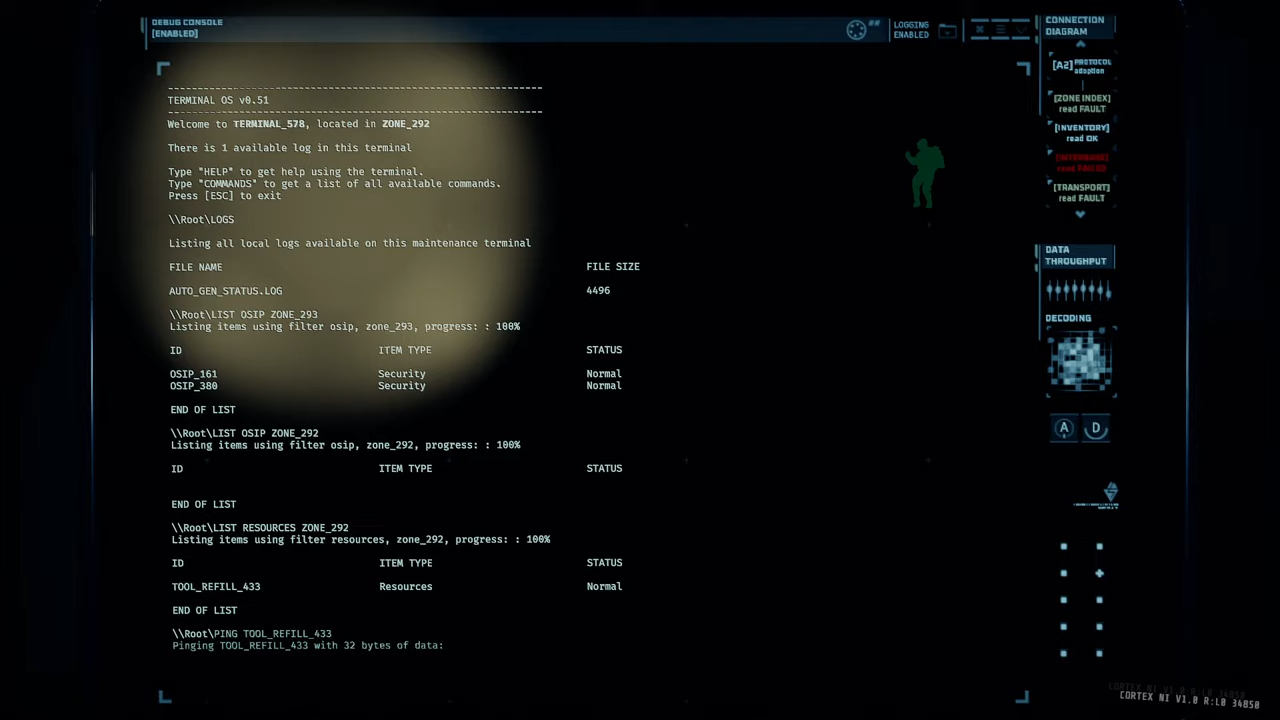 DEBUG CONSOLE
[ENABLED]
LOGGING
ENABLED
------------------------------------------------------------
TERMINAL OS v0.51
------------------------------------------------------------
Welcome to TERMINAL_578, located in ZONE_292
There is 1 available log in this terminal
Type "HELP" to get help using the terminal.
Type "COMMANDS" to get a list of all available commands.
Press [ESC] to exit
\\Root\LOGS
Listing all local logs available on this maintenance terminal
FILE NAME FILE SIZE
AUTO_GEN_STATUS.LOG 4496
\\Root\LIST OSIP ZONE_293
Listing items using filter osip, zone_293, progress: : 100%
ID ITEM TYPE STATUS
OSIP_161 Security Normal
OSIP_380 Security Normal
END OF LIST
\\Root\LIST OSIP ZONE_292
Listing items using filter osip, zone_292, progress: : 100%
ID ITEM TYPE STATUS
END OF LIST
\\Root\LIST RESOURCES ZONE_292
Listing items using filter resources, zone_292, progress: : 100%
ID ITEM TYPE STATUS
TOOL_REFILL_433 Resources Normal
END OF LIST
\\Root\PING TOOL_REFILL_433
Pinging TOOL_REFILL_433 with 32 bytes of data:
CONNECTION
DIAGRAM
[A2] PROTOCOL
adoption
[ZONE INDEX]
read FAULT
[INVENTORY]
read OK
read FAILED
[TRANSPORT]
read FAULT
DATA
THROUGHPUT
DECODING
A D
CORTEX NI V1.0 R:L0 34850